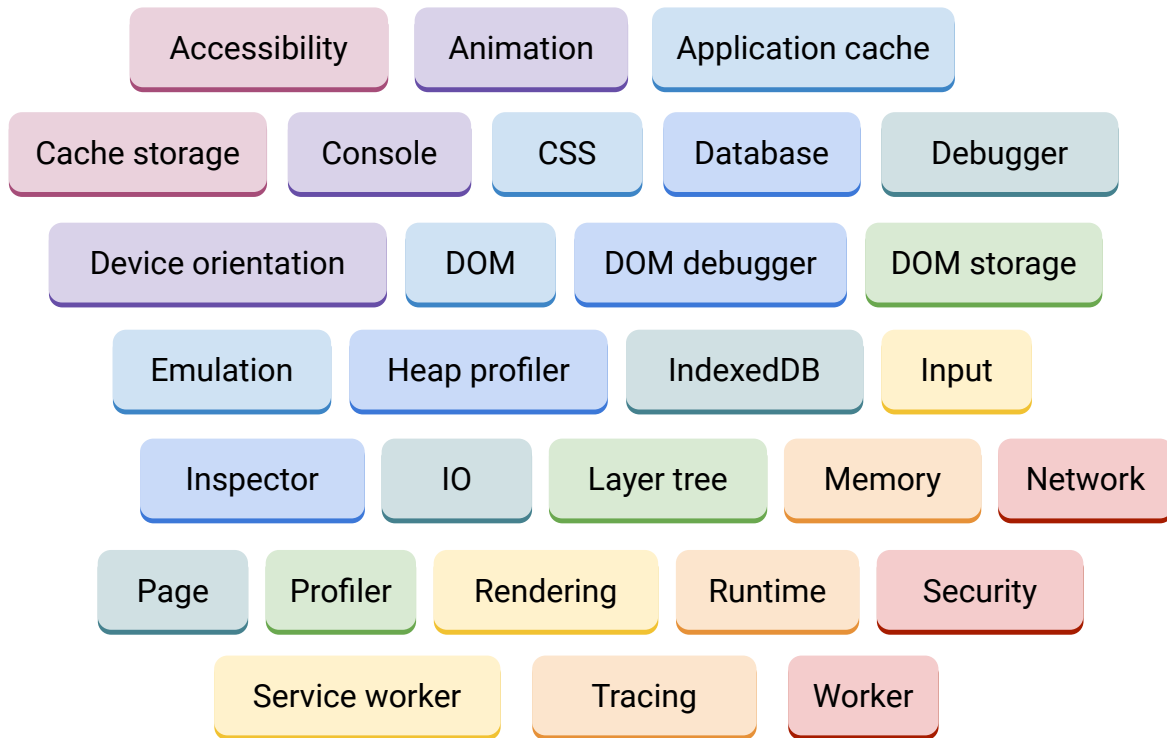 Accessibility Animation Application cache
Cache storage Console CSS Database Debugger
Device orientation DOM DOM debugger DOM storage
Emulation Heap profiler IndexedDB Input
Inspector IO Layer tree Memory Network
Page Profiler Rendering Runtime Security
Service worker Tracing Worker